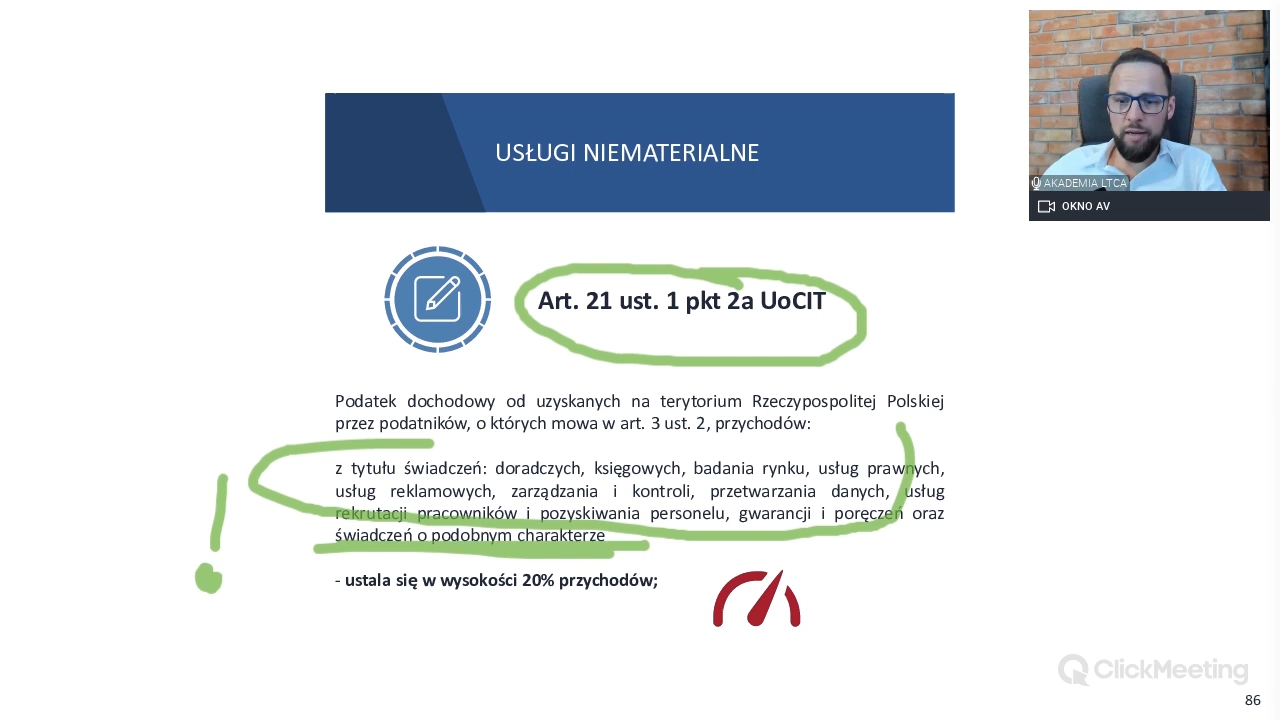 USŁUGI NIEMATERIALNE
Art. 21 ust. 1 pkt 2a UoCIT
Podatek dochodowy od uzyskanych na terytorium Rzeczypospolitej Polskiej
przez podatników, o których mowa w art. 3 ust. 2, przychodów:
z tytułu świadczeń: doradczych, księgowych, badania rynku, usług prawnych,
usług reklamowych, zarządzania i kontroli, przetwarzania danych, usług
rekrutacji pracowników i pozyskiwania personelu, gwarancji i poręczeń oraz
świadczeń o podobnym charakterze
!
- ustala się w wysokości 20% przychodów;
AKADEMIA LTCA
OKNO AV
ClickMeeting
86